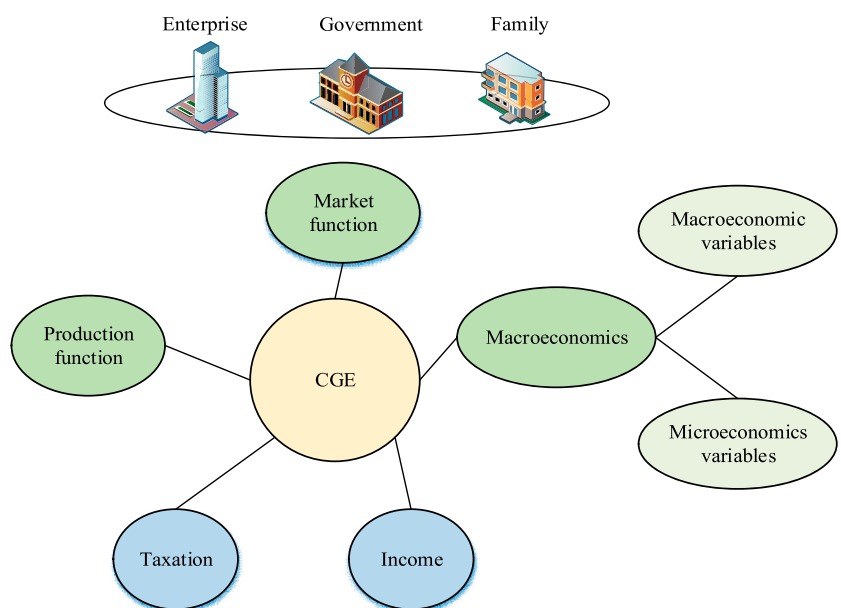 Enterprise
Government
Family
Market
function
Macroeconomic
variables
Production
function
Macroeconomics
CGE
Microeconomics
variables
Taxation
Income